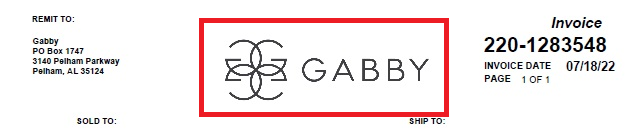 REMIT TO:
Gabby
PO Box 1747
3140 Pelham Parkway
Pelham, AL 35124
GABBY
Invoice
220-1283548
INVOICE DATE 07/18/22
PAGE 1 OF 1
SOLD TO:
SHIP TO: